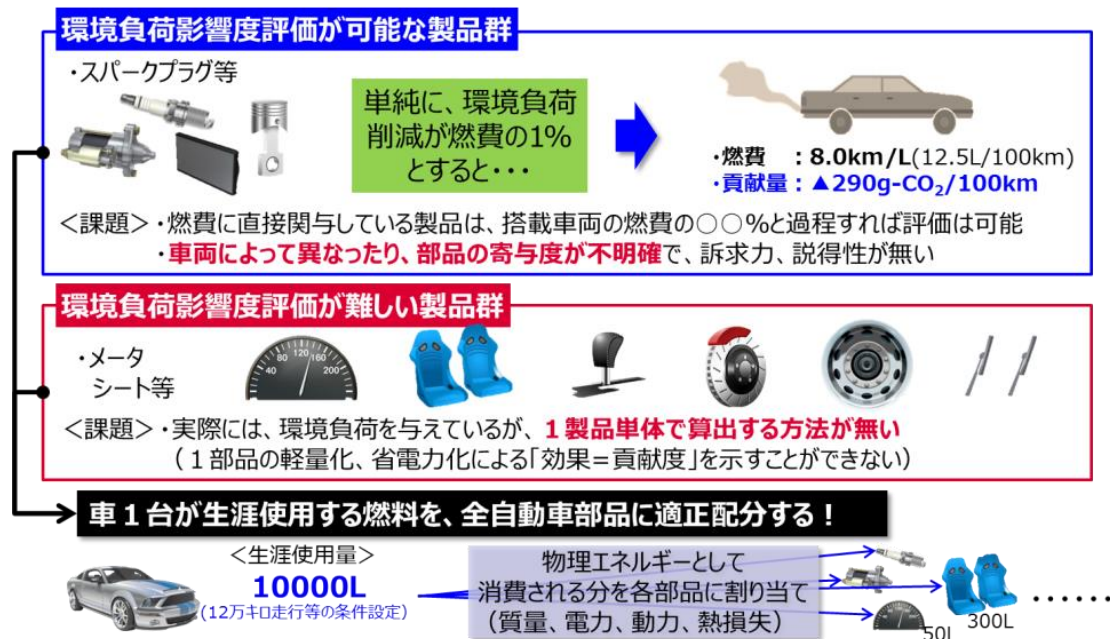 環境負荷影響度評価が可能な製品群
・スパークプラグ等
単純に、環境負荷
削減が燃費の1%
とすると・・・
・燃費　：8.0km/L(12.5L/100km)
・貢献量：▲290g-CO₂/100km
＜課題＞・燃費に直接関与している製品は、搭載車両の燃費の○○%と過程すれば評価は可能
・車両によって異なったり、部品の寄与度が不明確で、訴求力、説得性が無い
環境負荷影響度評価が難しい製品群
・メータ
シート等
40 80 120 160 200
＜課題＞・実際には、環境負荷を与えているが、１製品単体で算出する方法が無い
（１部品の軽量化、省電力化による「効果＝貢献度」を示すことができない）
車１台が生涯使用する燃料を、全自動車部品に適正配分する！
＜生涯使用量＞
10000L
(12万キロ走行等の条件設定)
物理エネルギーとして
消費される分を各部品に割り当て
（質量、電力、動力、熱損失）
50L
300L
・・・・・・